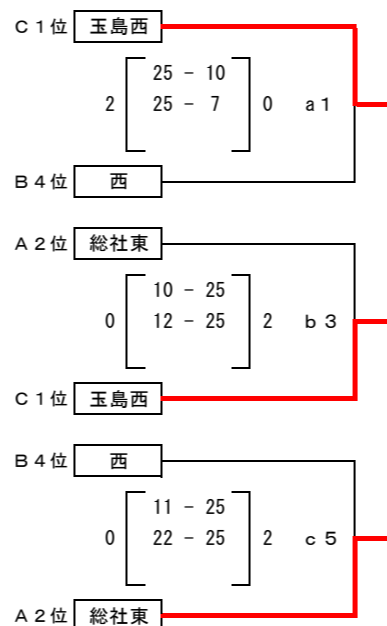 C1位 玉島西
25 - 10
2 25 - 7 0 a1
B4位 西
A2位 総社東
10 - 25
0 12 - 25 2 b3
C1位 玉島西
B4位 西
11 - 25
0 22 - 25 2 c5
A2位 総社東